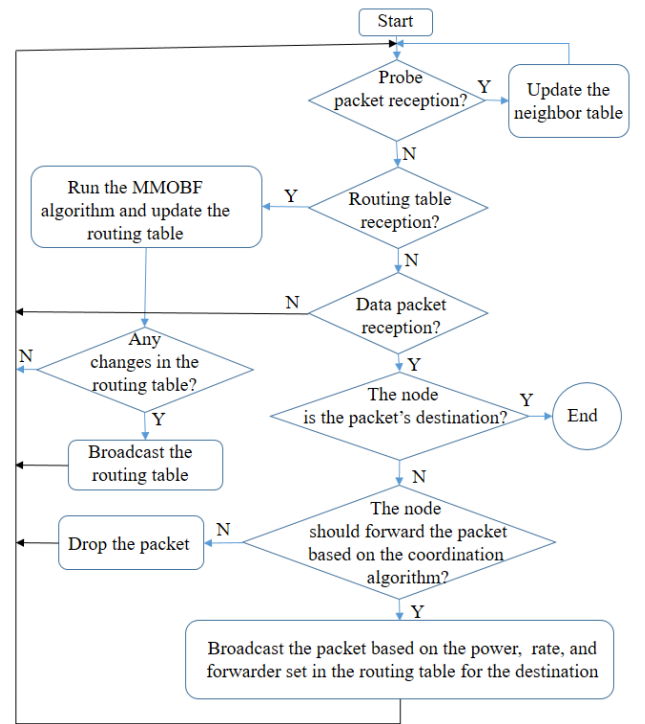 Start
Probe
packet reception?
Y
Update the
neighbor table
N
Run the MMOBF
algorithm and update the
routing table
Y
Routing table
reception?
N
N
Data packet
reception?
Any
changes in the
routing table?
N
Y
Y
The node
is the packet's destination?
Y
End
Broadcast the
routing table
N
The node
should forward the packet
based on the coordination
algorithm?
N
Drop the packet
Y
Broadcast the packet based on the power, rate, and
forwarder set in the routing table for the destination